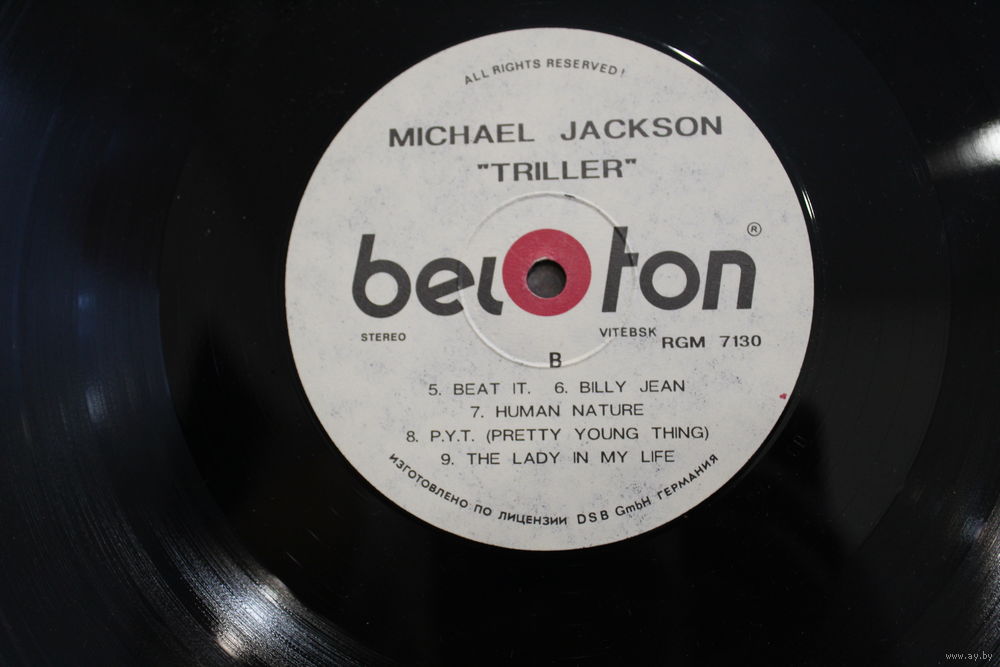 ALL RIGHTS RESERVED!
MICHAEL JACKSON
"TRILLER"
beloton ®
STEREO
VITEBSK
RGM 7130
B
5. BEAT IT. 6. BILLY JEAN
7. HUMAN NATURE
8. P.Y.T. (PRETTY YOUNG THING)
9. THE LADY IN MY LIFE
ИЗГОТОВЛЕНО ПО ЛИЦЕНЗИИ DSB GmbH ГЕРМАНИЯ
www.ay.by